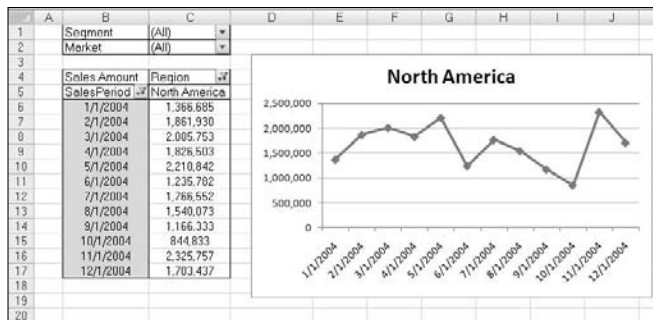 A B C D E F G H I J
1 Segment (All)
2 Market (All)
3
4 Sales Amount Region
5 SalesPeriod North America
6 1/1/2004 1,366,685
7 2/1/2004 1,861,930
8 3/1/2004 2,005,753
9 4/1/2004 1,826,503
10 5/1/2004 2,210,842
11 6/1/2004 1,235,782
12 7/1/2004 1,766,552
13 8/1/2004 1,540,073
14 9/1/2004 1,166,333
15 10/1/2004 844,833
16 11/1/2004 2,325,757
17 12/1/2004 1,703,437
18
19
20
North America
2,500,000
2,000,000
1,500,000
1,000,000
500,000
0
1/1/2004 2/1/2004 3/1/2004 4/1/2004 5/1/2004 6/1/2004 7/1/2004 8/1/2004 9/1/2004 10/1/2004 11/1/2004 12/1/2004